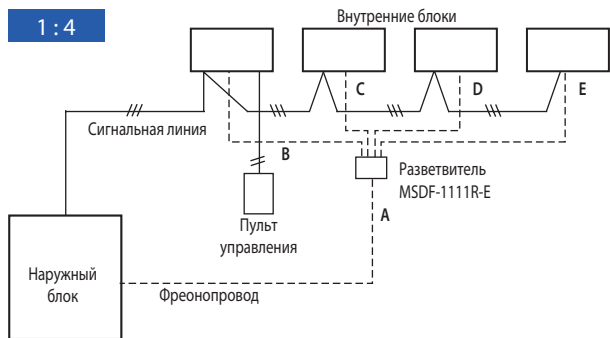 1 : 4
Внутренние блоки
C
D
E
Сигнальная линия
B
Разветвитель
MSDF-1111R-E
A
Пульт
управления
Наружный
блок
Фреонопровод